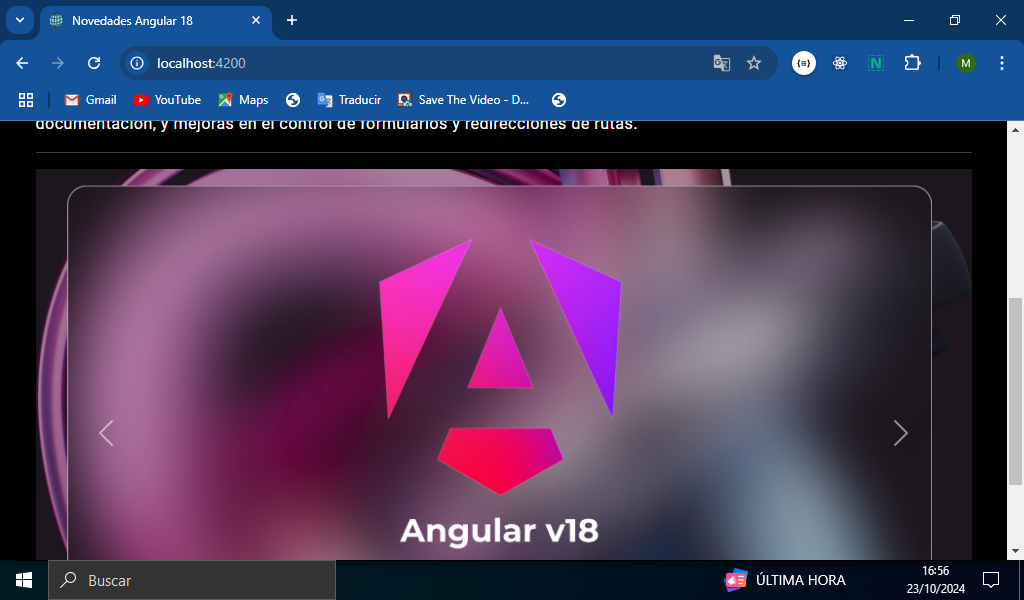 Novedades Angular 18
localhost:4200
M
Gmail
YouTube
Maps
Traducir
Save The Video - D...
documentación, y mejoras en el control de formularios y redirecciones de rutas.
Angular v18
Buscar
ÚLTIMA HORA
16:56
23/10/2024